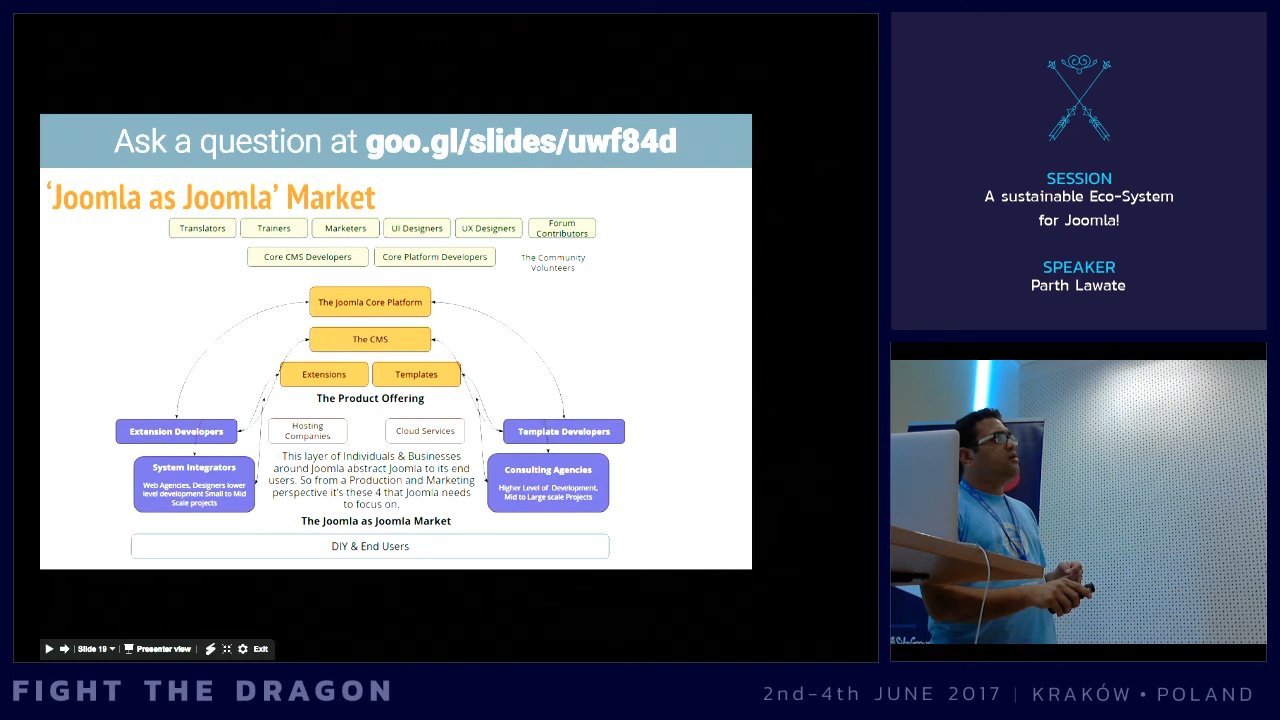 Ask a question at goo.gl/slides/uwf84d
‘Joomla as Joomla’ Market
Translators
Trainers
Marketers
UI Designers
UX Designers
Forum
Contributors
Core CMS Developers
Core Platform Developers
The Community
Volunteers
The Joomla Core Platform
The CMS
Extensions
Templates
The Product Offering
Extension Developers
Hosting
Companies
Cloud Services
Template Developers
System Integrators
Web Agencies, Designers lower
level development Small to Mid
Scale projects
This layer of Individuals & Businesses
around Joomla abstract Joomla to its end
users. So from a Production and Marketing
perspective it's these 4 that Joomla needs
to focus on.
Consulting Agencies
Higher Level of Development,
Mid to Large scale Projects
The Joomla as Joomla Market
DIY & End Users
Slide 19
Presenter view
Exit
SESSION
A sustainable Eco-System
for Joomla!
SPEAKER
Parth Lawate
FIGHT THE DRAGON
2nd-4th JUNE 2017 | KRAKÓW • POLAND